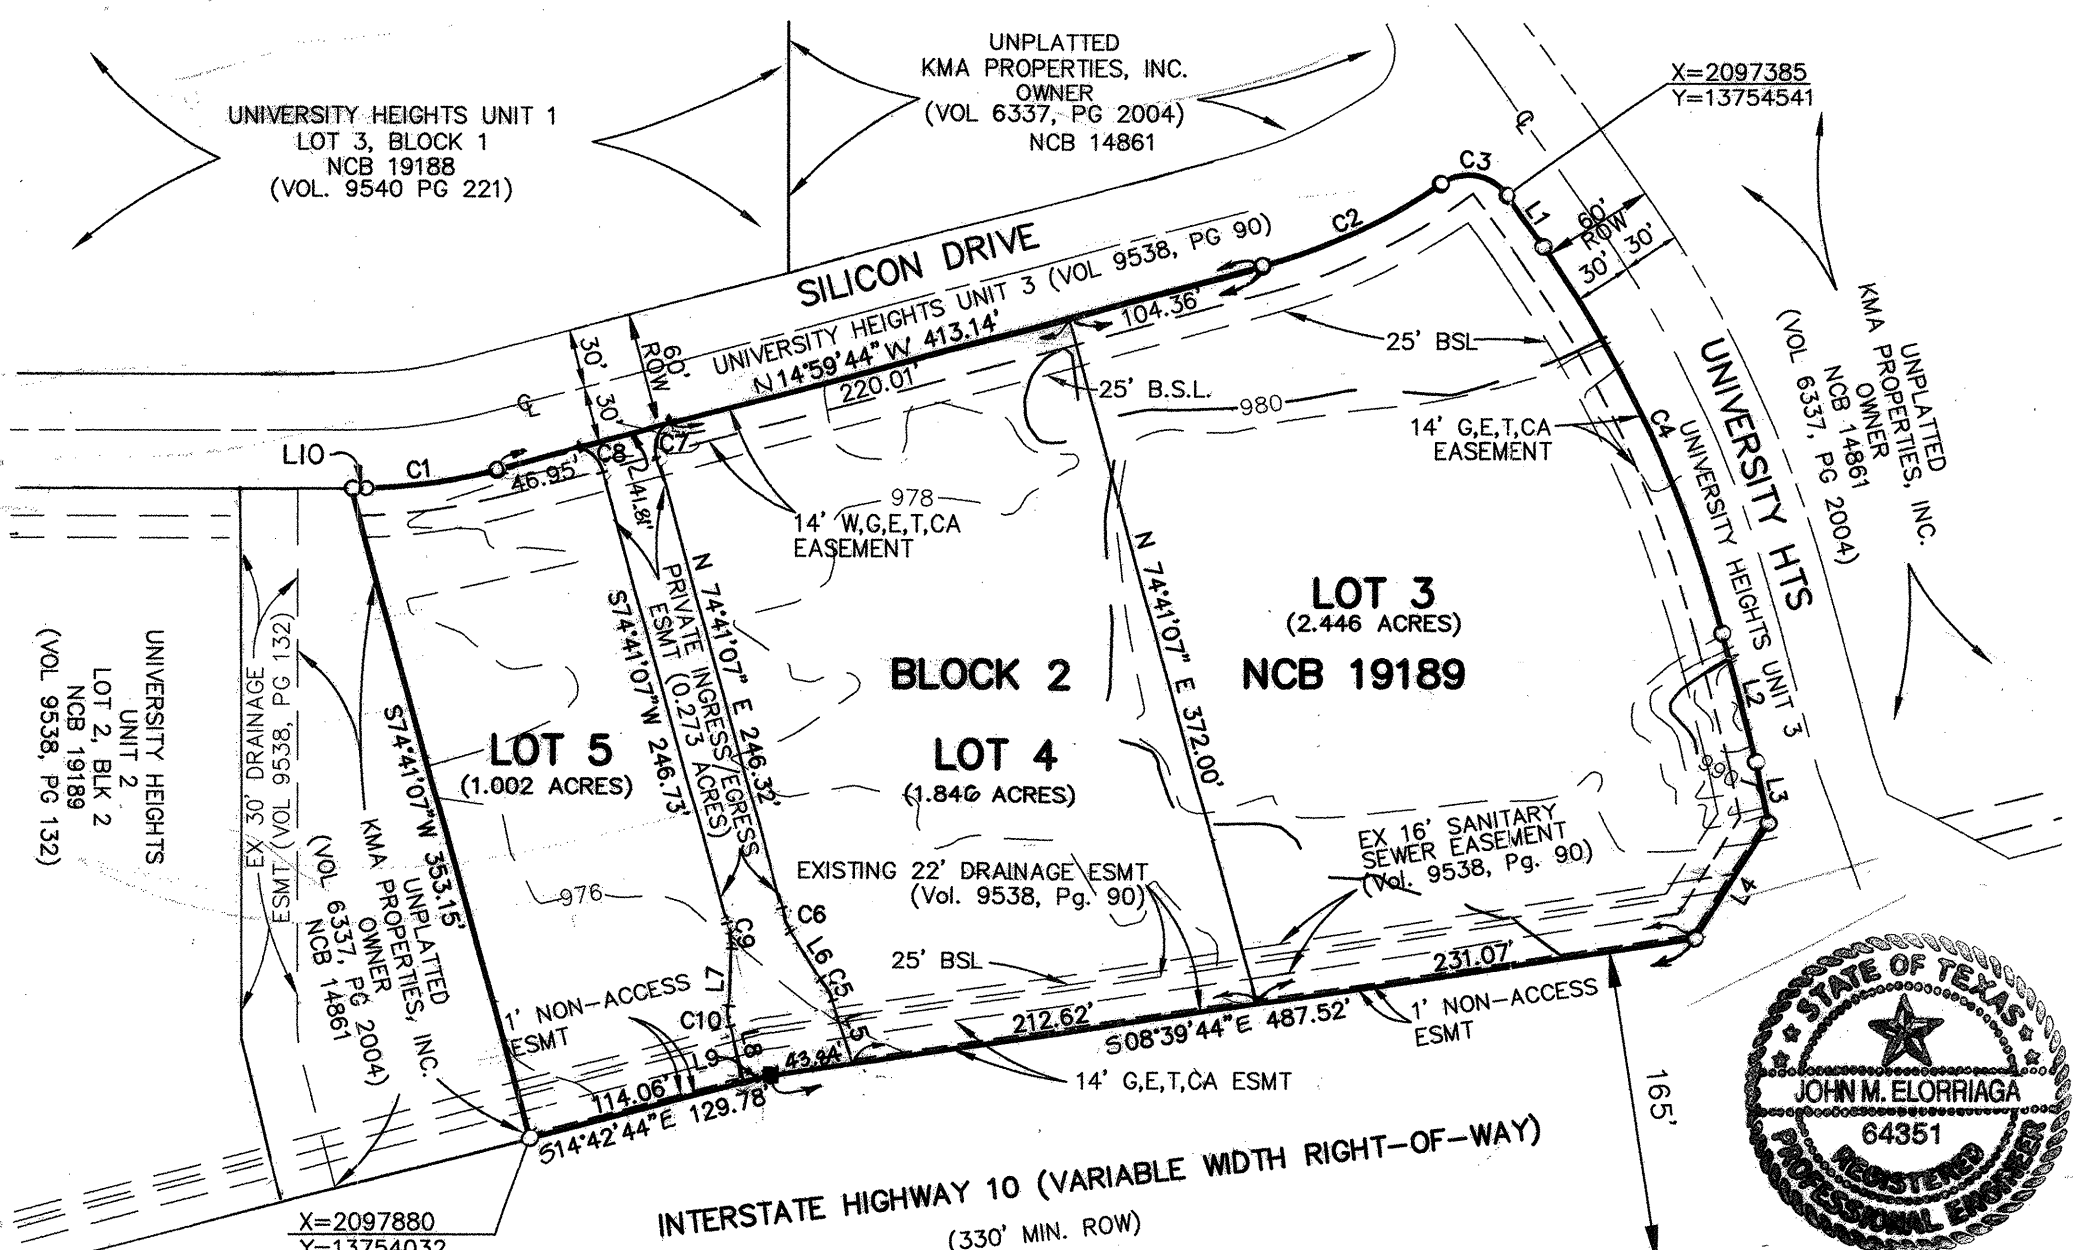 UNIVERSITY HEIGHTS UNIT 1
LOT 3, BLOCK 1
NCB 19188
(VOL. 9540 PG 221)
UNPLATTED
KMA PROPERTIES, INC.
OWNER
(VOL 6337, PG 2004)
NCB 14861
X=2097385
Y=13754541
℄
C3
L1
60'
ROW
30'
30'
C2
SILICON DRIVE
UNIVERSITY HEIGHTS UNIT 3 (VOL 9538, PG 90)
N 14°59'44" W 413.14'
104.36'
220.01'
30'
60'
ROW
30'
℄
L10
C1
46.95'
C8
C7
41.81'
25' BSL
25' B.S.L.
980
14' G,E,T,CA
EASEMENT
C4
UNIVERSITY HTS
UNIVERSITY HEIGHTS UNIT 3
UNPLATTED
KMA PROPERTIES, INC.
OWNER
NCB 14861
(VOL 6337, PG 2004)
978
14' W,G,E,T,CA
EASEMENT
N 74°41'07" E 372.00'
LOT 3
(2.446 ACRES)
BLOCK 2
NCB 19189
LOT 4
(1.846 ACRES)
LOT 5
(1.002 ACRES)
N 74°41'07" E 246.32'
PRIVATE INGRESS/EGRESS
ESMT (0.273 ACRES)
S74°41'07"W 246.73'
S74°41'07"W 353.15'
UNIVERSITY HEIGHTS
UNIT 2
LOT 2, BLK 2
NCB 19189
(VOL 9538, PG 132)
EX 30' DRAINAGE
ESMT (VOL 9538, PG 132)
UNPLATTED
KMA PROPERTIES, INC.
OWNER
(VOL 6337, PG 2004)
NCB 14861
L2
990
L3
L4
EX 16' SANITARY
SEWER EASEMENT
(Vol. 9538, Pg. 90)
EXISTING 22' DRAINAGE ESMT
(Vol. 9538, Pg. 90)
976
C6
C9
L6
C5
L7
25' BSL
231.07'
1' NON-ACCESS
ESMT
C10
L5
L8
L9
212.62'
S08°39'44"E 487.52'
1' NON-ACCESS
ESMT
114.06'
S14°42'44"E 129.78'
14' G,E,T,CA ESMT
165'
INTERSTATE HIGHWAY 10 (VARIABLE WIDTH RIGHT-OF-WAY)
(330' MIN. ROW)
X=2097880
Y=13754032
STATE OF TEXAS
JOHN M. ELORRIAGA
64351
REGISTERED
PROFESSIONAL ENGINEER